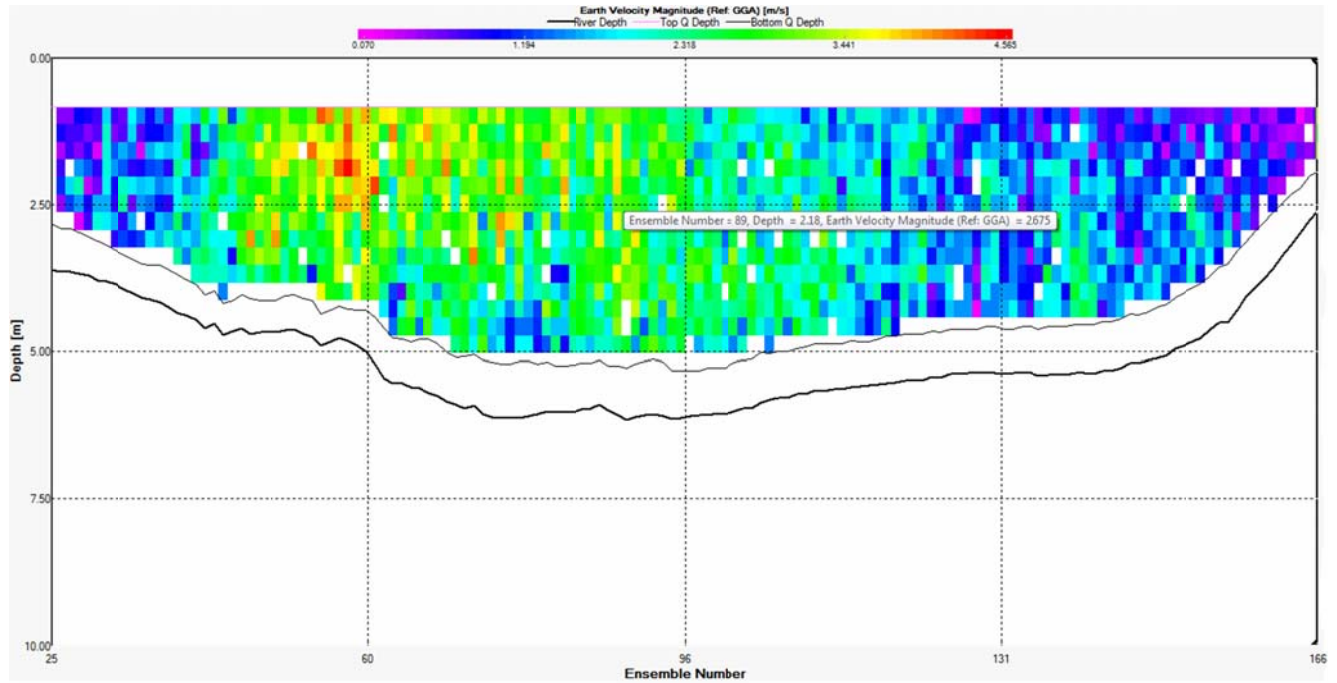 Earth Velocity Magnitude (Ref: GGA) [m/s]
River Depth Top Q Depth Bottom Q Depth
0.070 1.194 2.318 3.441 4.565
0.00
2.50
5.00
7.50
10.00
Depth [m]
Ensemble Number = 89, Depth = 2.18, Earth Velocity Magnitude (Ref: GGA) = 2.675
25 60 96 131 166
Ensemble Number